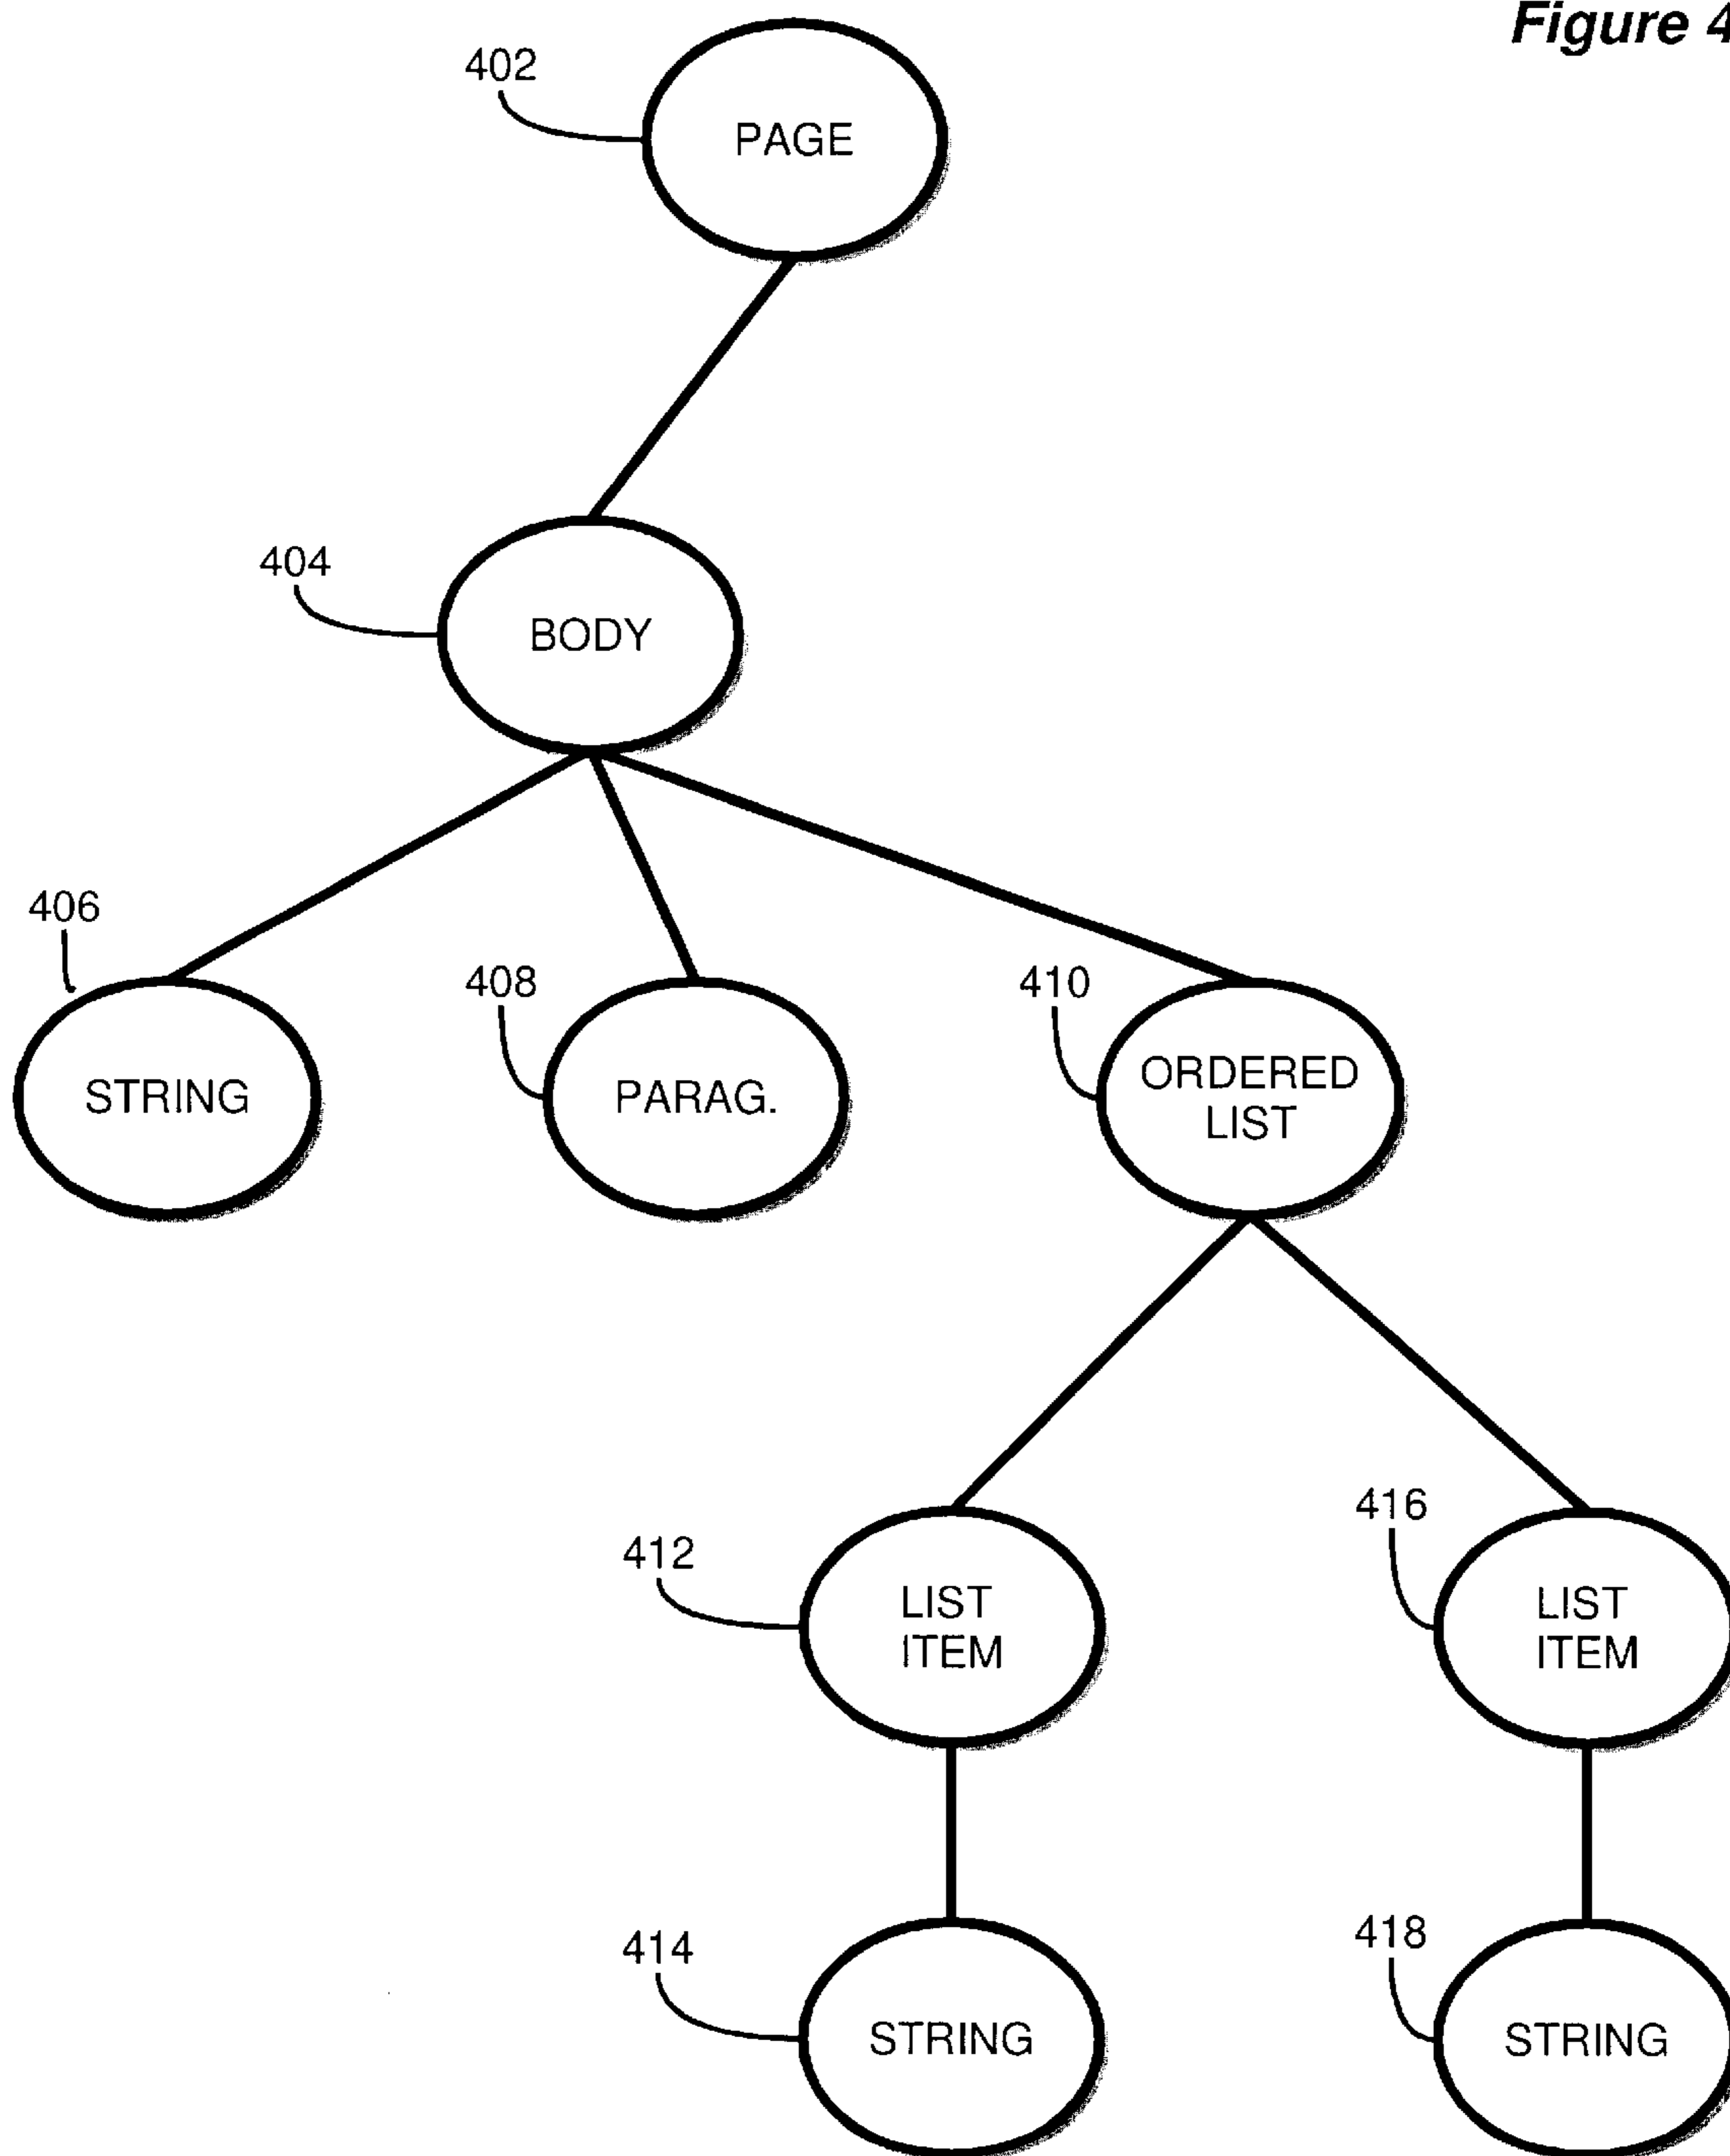 Figure 4
402
PAGE
404
BODY
406
STRING
408
PARAG.
410
ORDERED
LIST
412
LIST
ITEM
416
LIST
ITEM
414
STRING
418
STRING